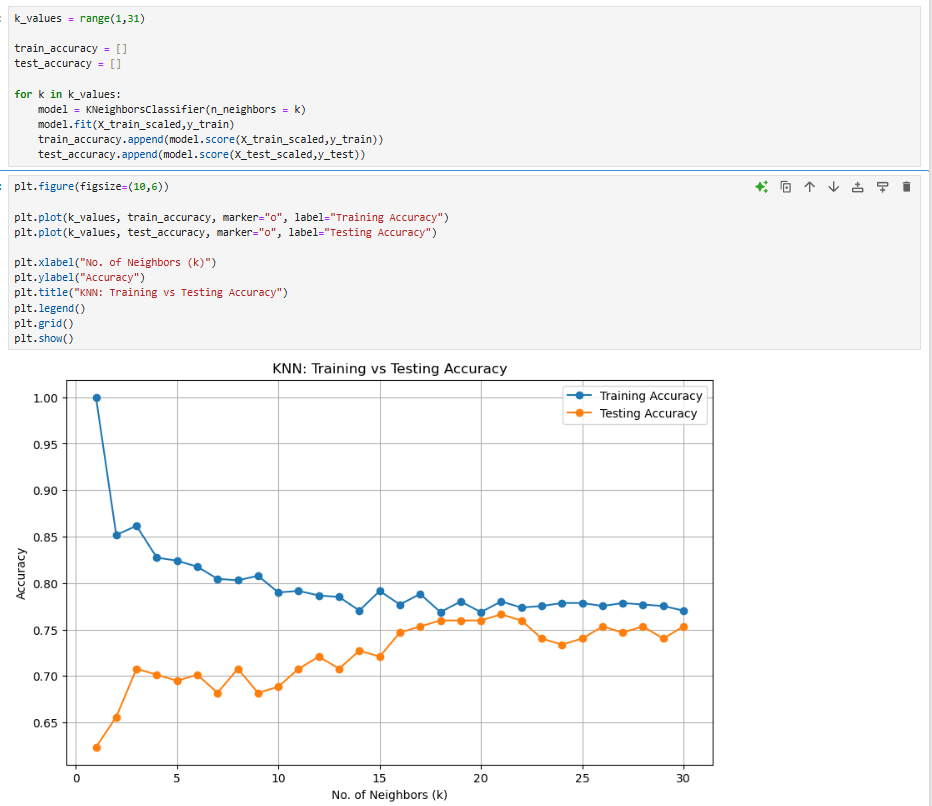 k_values = range(1,31)
train_accuracy = []
test_accuracy = []
for k in k_values:
    model = KNeighborsClassifier(n_neighbors = k)
    model.fit(X_train_scaled,y_train)
    train_accuracy.append(model.score(X_train_scaled,y_train))
    test_accuracy.append(model.score(X_test_scaled,y_test))
plt.figure(figsize=(10,6))
plt.plot(k_values, train_accuracy, marker="o", label="Training Accuracy")
plt.plot(k_values, test_accuracy, marker="o", label="Testing Accuracy")
plt.xlabel("No. of Neighbors (k)")
plt.ylabel("Accuracy")
plt.title("KNN: Training vs Testing Accuracy")
plt.legend()
plt.grid()
plt.show()
KNN: Training vs Testing Accuracy
Training Accuracy
Testing Accuracy
1.00
0.95
0.90
0.85
0.80
0.75
0.70
0.65
Accuracy
0 5 10 15 20 25 30
No. of Neighbors (k)